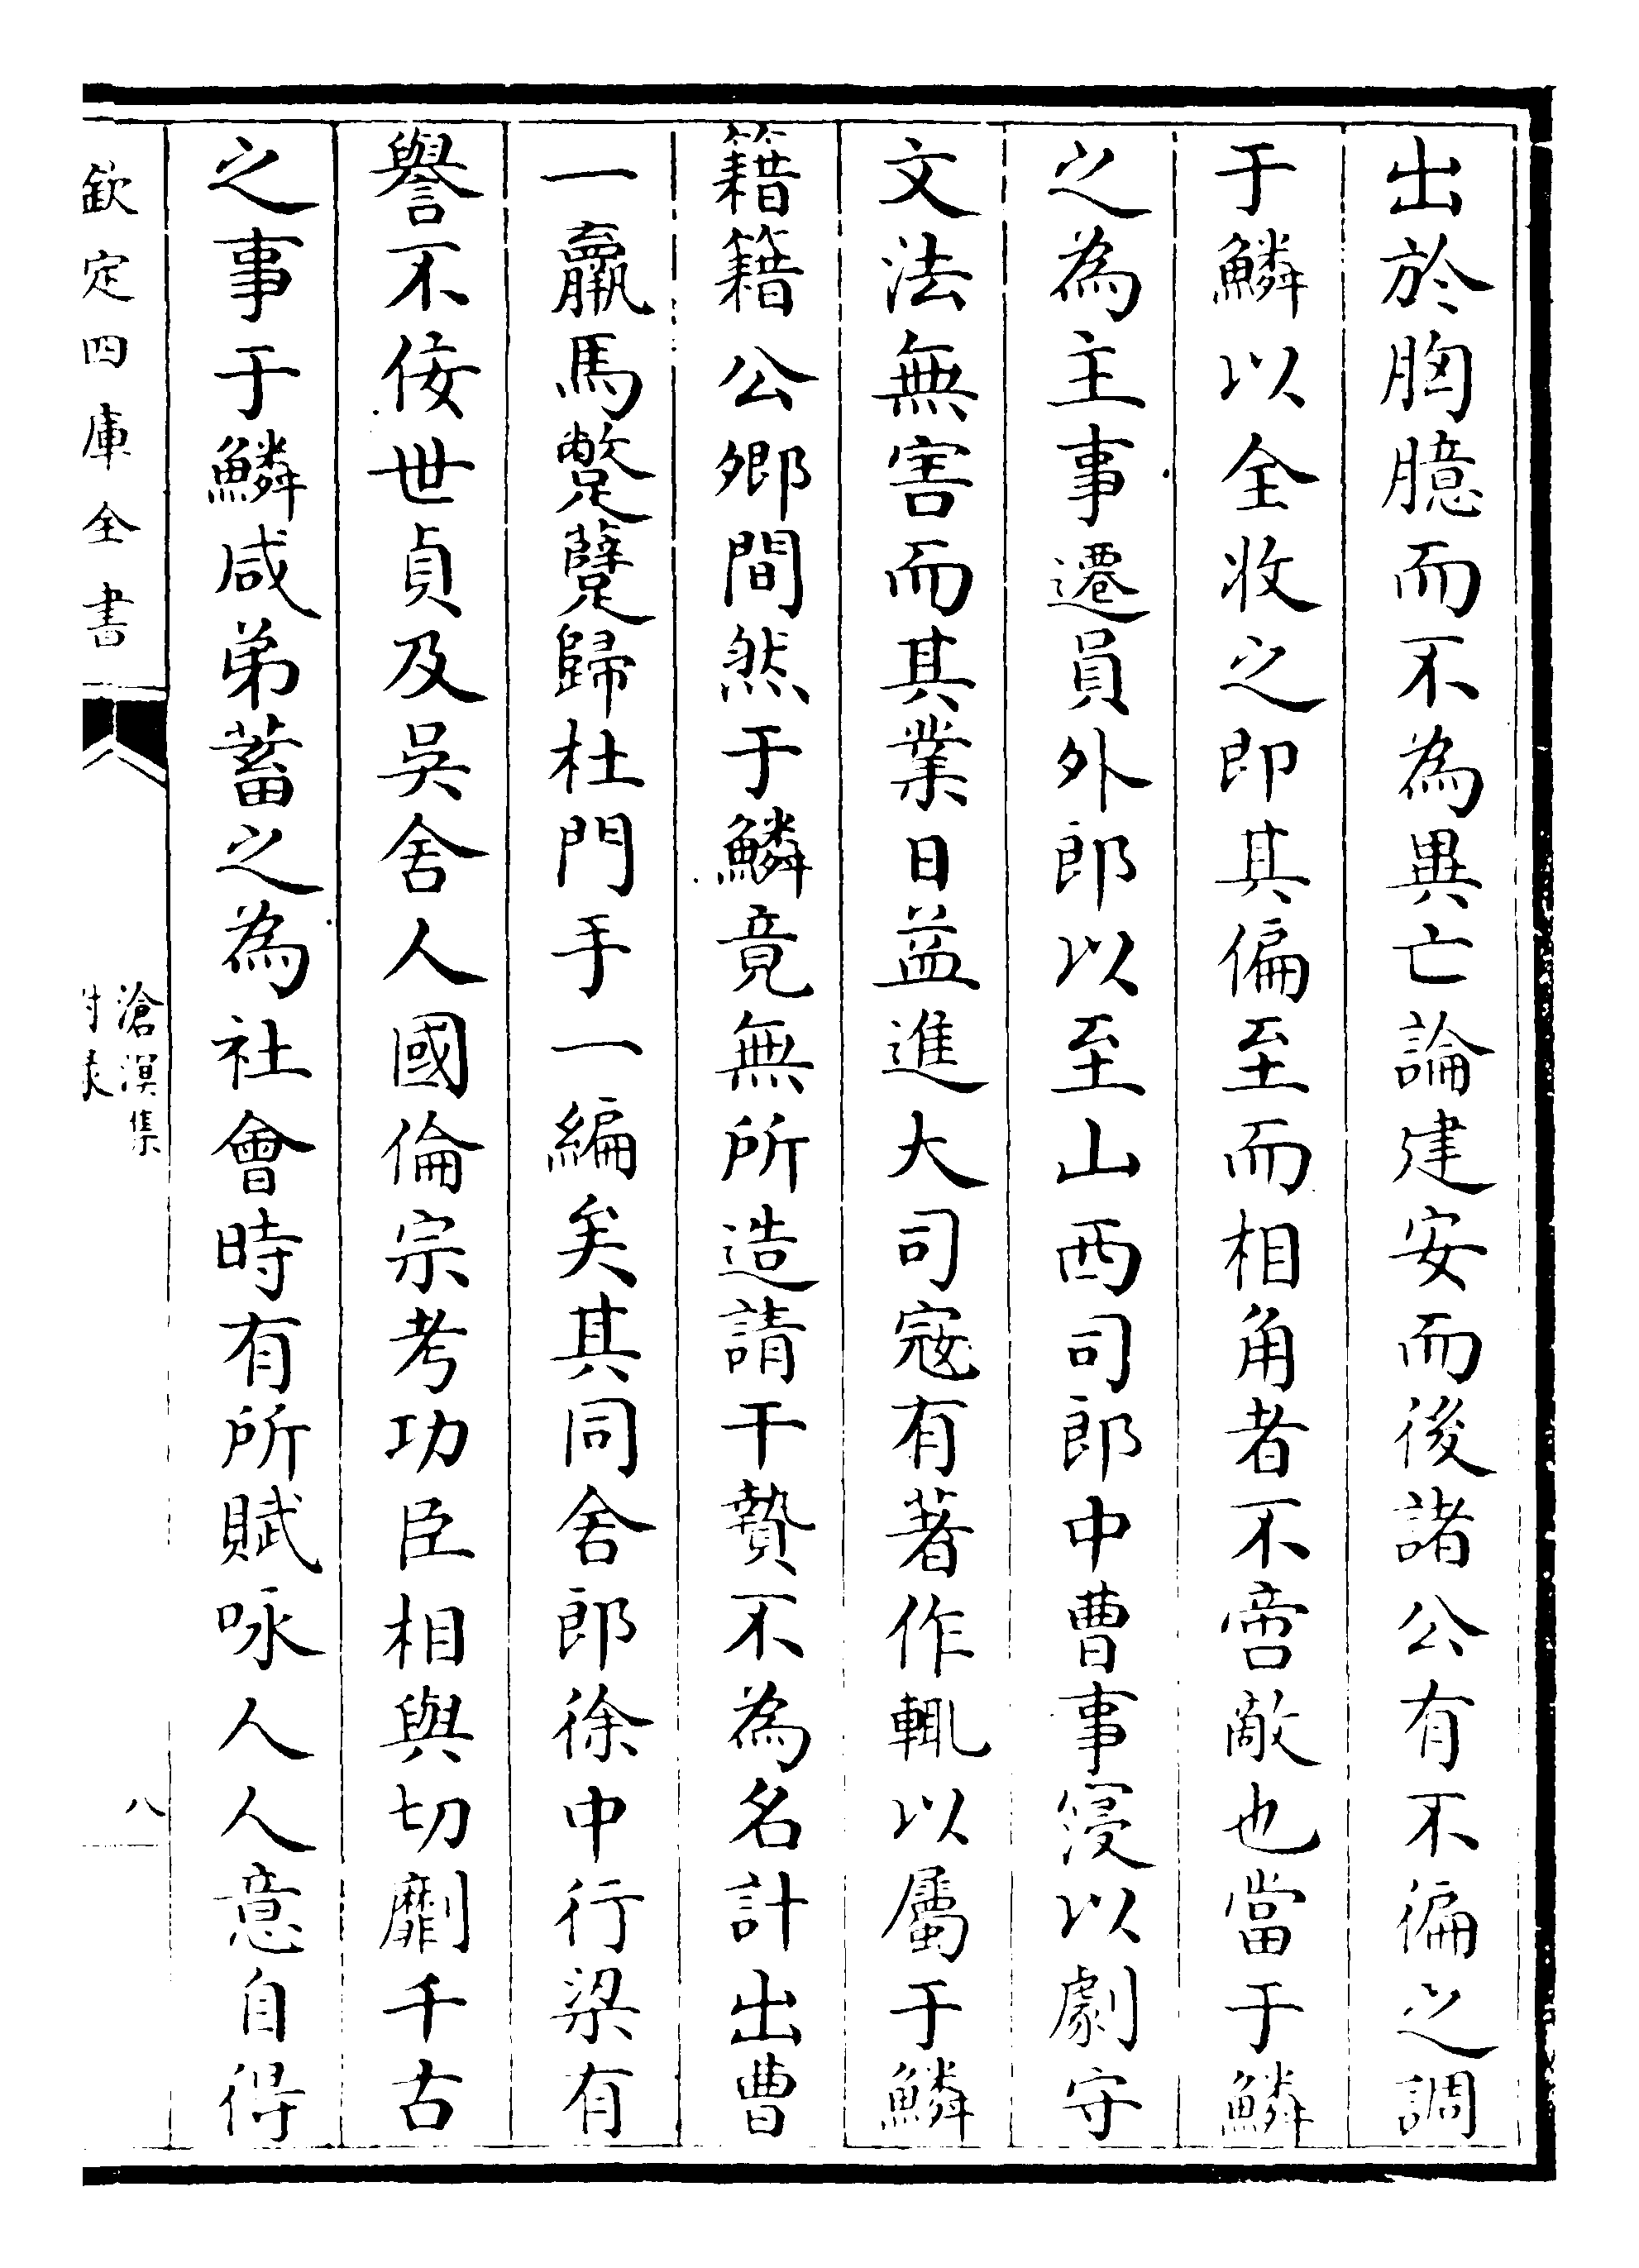 出於胸臆而不為異亡論建安而後諸公有不徧之調
于鱗以全收之即其偏至而相角者不啻敵也當于鱗
之為主事遷員外郎以至山西司郎中曹事寖以劇守
文法無害而其業日益進大司寇有著作輒以屬于鱗
籍籍公卿間然于鱗竟無所造請干贄不為名計出曹
一羸馬蹩躠歸杜門手一編矣其同舍郎徐中行梁有
譽不佞世貞及吳舍人國倫宗考功臣相與切劘千古
之事于鱗咸弟蓄之為社會時有所賦咏人人意自得
欽定四庫全書
滄溟集
附錄
八